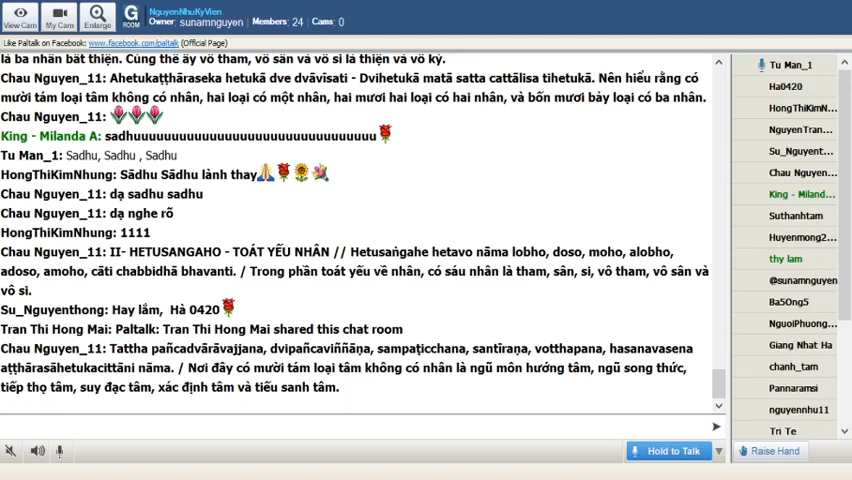 View Cam
My Cam
Enlarge
G
ROOM
NguyenNhuKyVien
Owner: sunamnguyen Members: 24 Cams: 0
Like Paltalk on Facebook: www.facebook.com/paltalk (Official Page)
là ba nhân bất thiện. Cũng thế ấy vô tham, vô sân và vô si là thiện và vô ký.
Chau Nguyen_11: Ahetukaṭṭhāraseka hetukā dve dvāvīsati - Dvihetukā matā satta cattālīsa tihetukā. Nên hiểu rằng có
mười tám loại tâm không có nhân, hai loại có một nhân, hai mươi hai loại có hai nhân, và bốn mươi bảy loại có ba nhân.
Chau Nguyen_11:
King - Milanda A: sadhuuuuuuuuuuuuuuuuuuuuuuuuuuuuuuuu
Tu Man_1: Sadhu, Sadhu , Sadhu
HongThiKimNhung: Sādhu Sādhu lành thay
Chau Nguyen_11: dạ sadhu sadhu
Chau Nguyen_11: dạ nghe rõ
HongThiKimNhung: 1111
Chau Nguyen_11: II- HETUSANGAHO - TOÁT YẾU NHÂN // Hetusaṅgahe hetavo nāma lobho, doso, moho, alobho,
adoso, amoho, cāti chabbidhā bhavanti. / Trong phần toát yếu về nhân, có sáu nhân là tham, sân, si, vô tham, vô sân và
vô si.
Su_Nguyenthong: Hay lắm, Hà 0420
Tran Thi Hong Mai: Paltalk: Tran Thi Hong Mai shared this chat room
Chau Nguyen_11: Tattha pañcadvārāvajjana, dvipañcaviññāṇa, sampaṭicchana, santīraṇa, votthapana, hasanavasena
aṭṭhārasāhetukacittāni nāma. / Nơi đây có mười tám loại tâm không có nhân là ngũ môn hướng tâm, ngũ song thức,
tiếp thọ tâm, suy đạc tâm, xác định tâm và tiếu sanh tâm.
Tu Man_1
Ha0420
HongThiKimN...
NguyenTran...
Su_Nguyent...
Chau Nguyen...
King - Miland...
Suthanhtam
Huyenmong2...
thy lam
@sunamnguyen
Ba5Ong5
NguoiPhuong...
Giang Nhat Ha
chanh_tam
Pannaramsi
nguyennhu11
Tri Te
Hold to Talk
Raise Hand